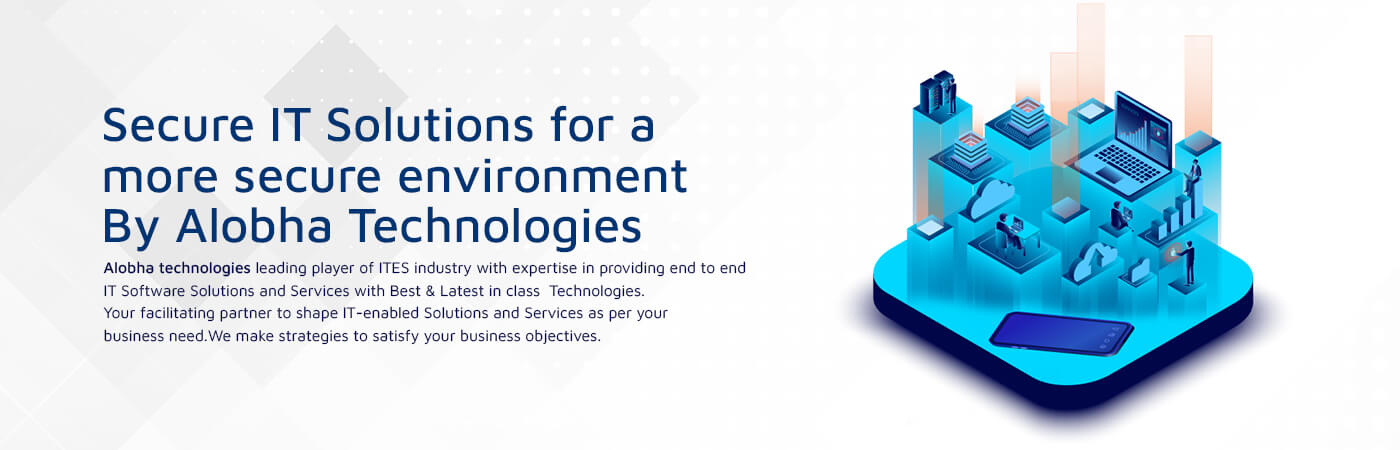 Secure IT Solutions for a
more secure environment
By Alobha Technologies
Alobha technologies leading player of ITES industry with expertise in providing end to end
IT Software Solutions and Services with Best & Latest in class  Technologies.
Your facilitating partner to shape IT-enabled Solutions and Services as per your
business need.We make strategies to satisfy your business objectives.